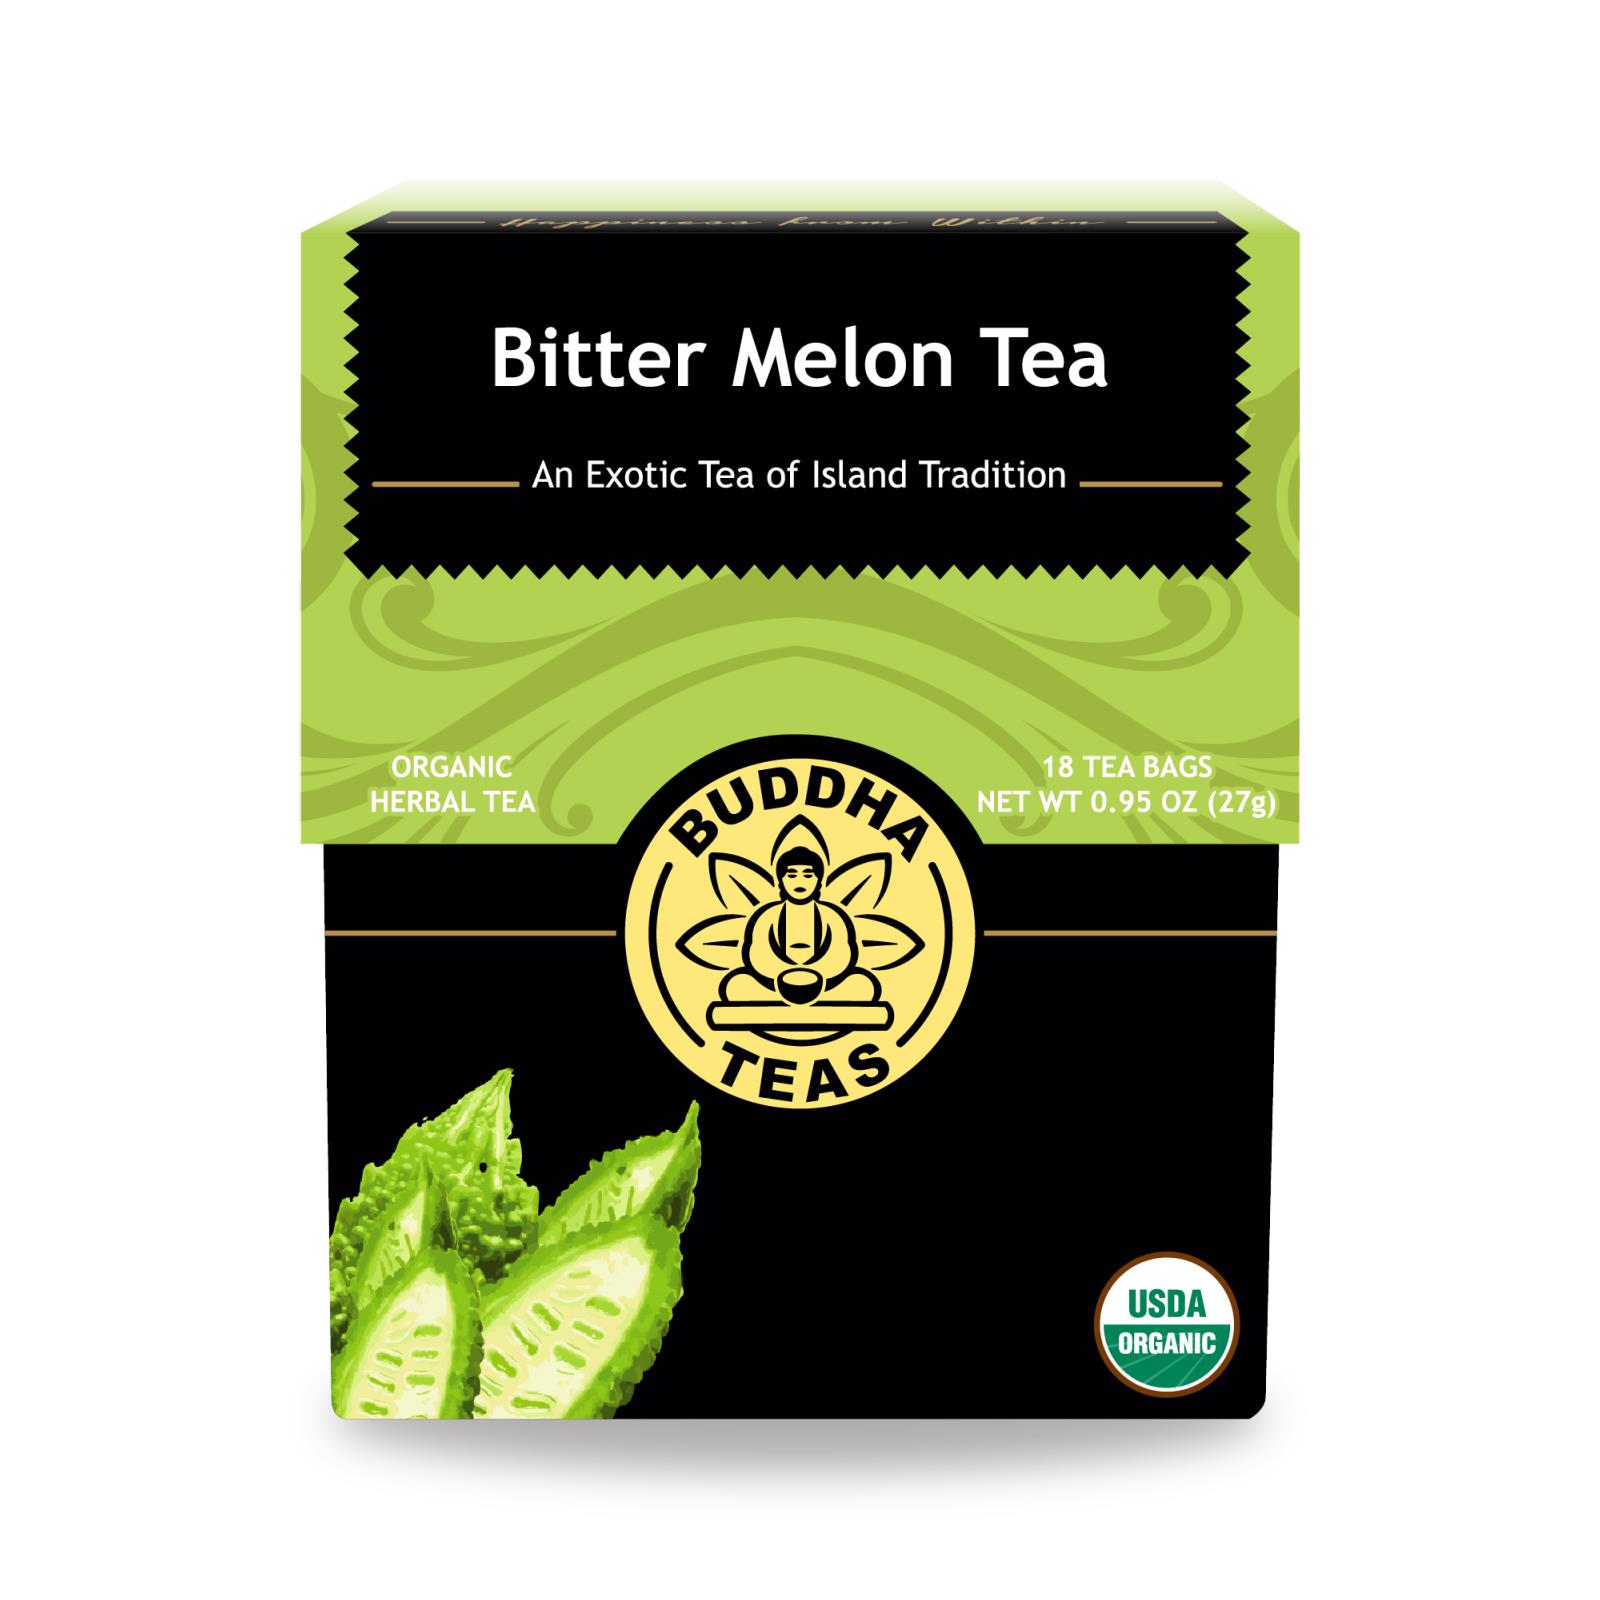 Happiness from Within
Bitter Melon Tea
An Exotic Tea of Island Tradition
ORGANIC
HERBAL TEA
18 TEA BAGS
NET WT 0.95 OZ (27g)
BUDDHA
TEAS
USDA
ORGANIC